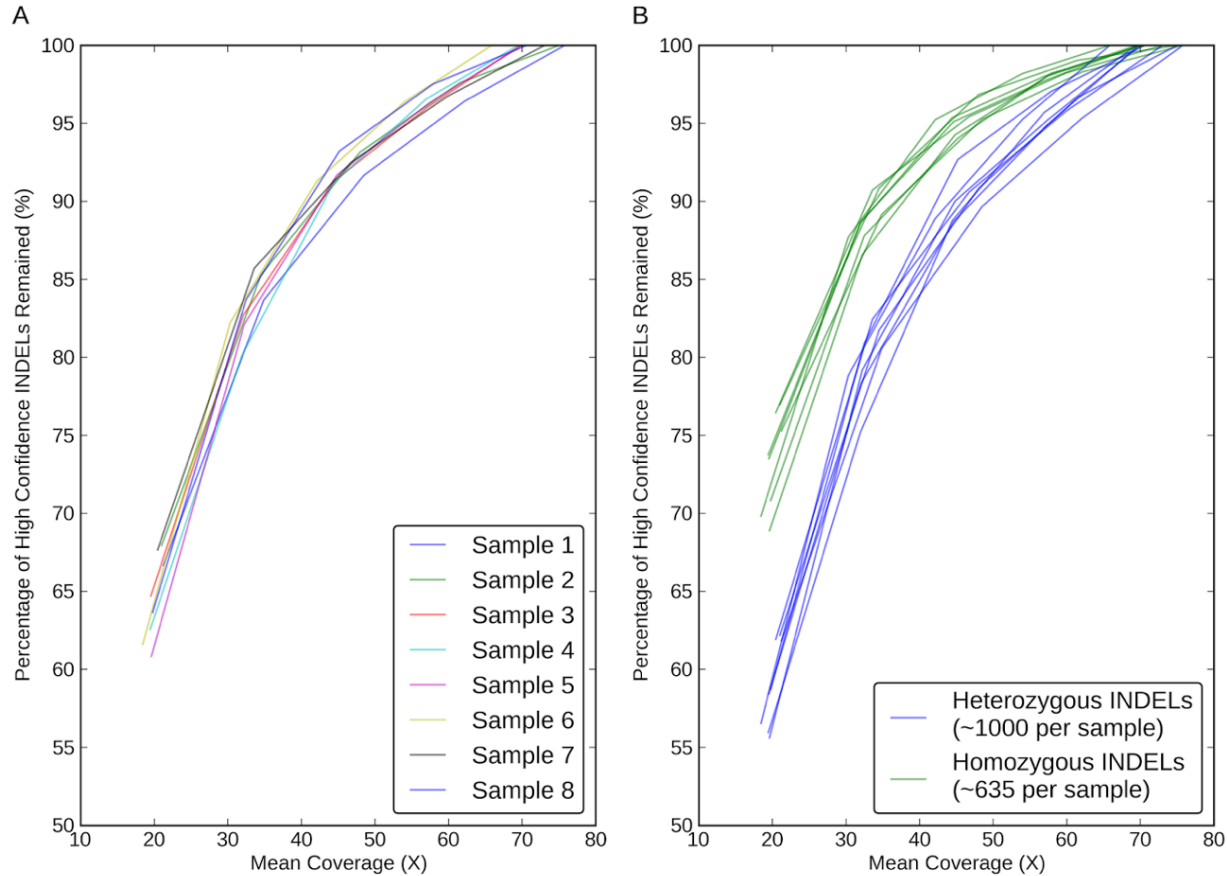 A
B
Percentage of High Confidence INDELs Remained (%)
100
95
90
85
80
75
70
65
60
55
50
10 20 30 40 50 60 70 80
Mean Coverage (X)
Sample 1
Sample 2
Sample 3
Sample 4
Sample 5
Sample 6
Sample 7
Sample 8
Percentage of High Confidence INDELs Remained (%)
100
95
90
85
80
75
70
65
60
55
50
10 20 30 40 50 60 70 80
Mean Coverage (X)
Heterozygous INDELs
(~1000 per sample)
Homozygous INDELs
(~635 per sample)